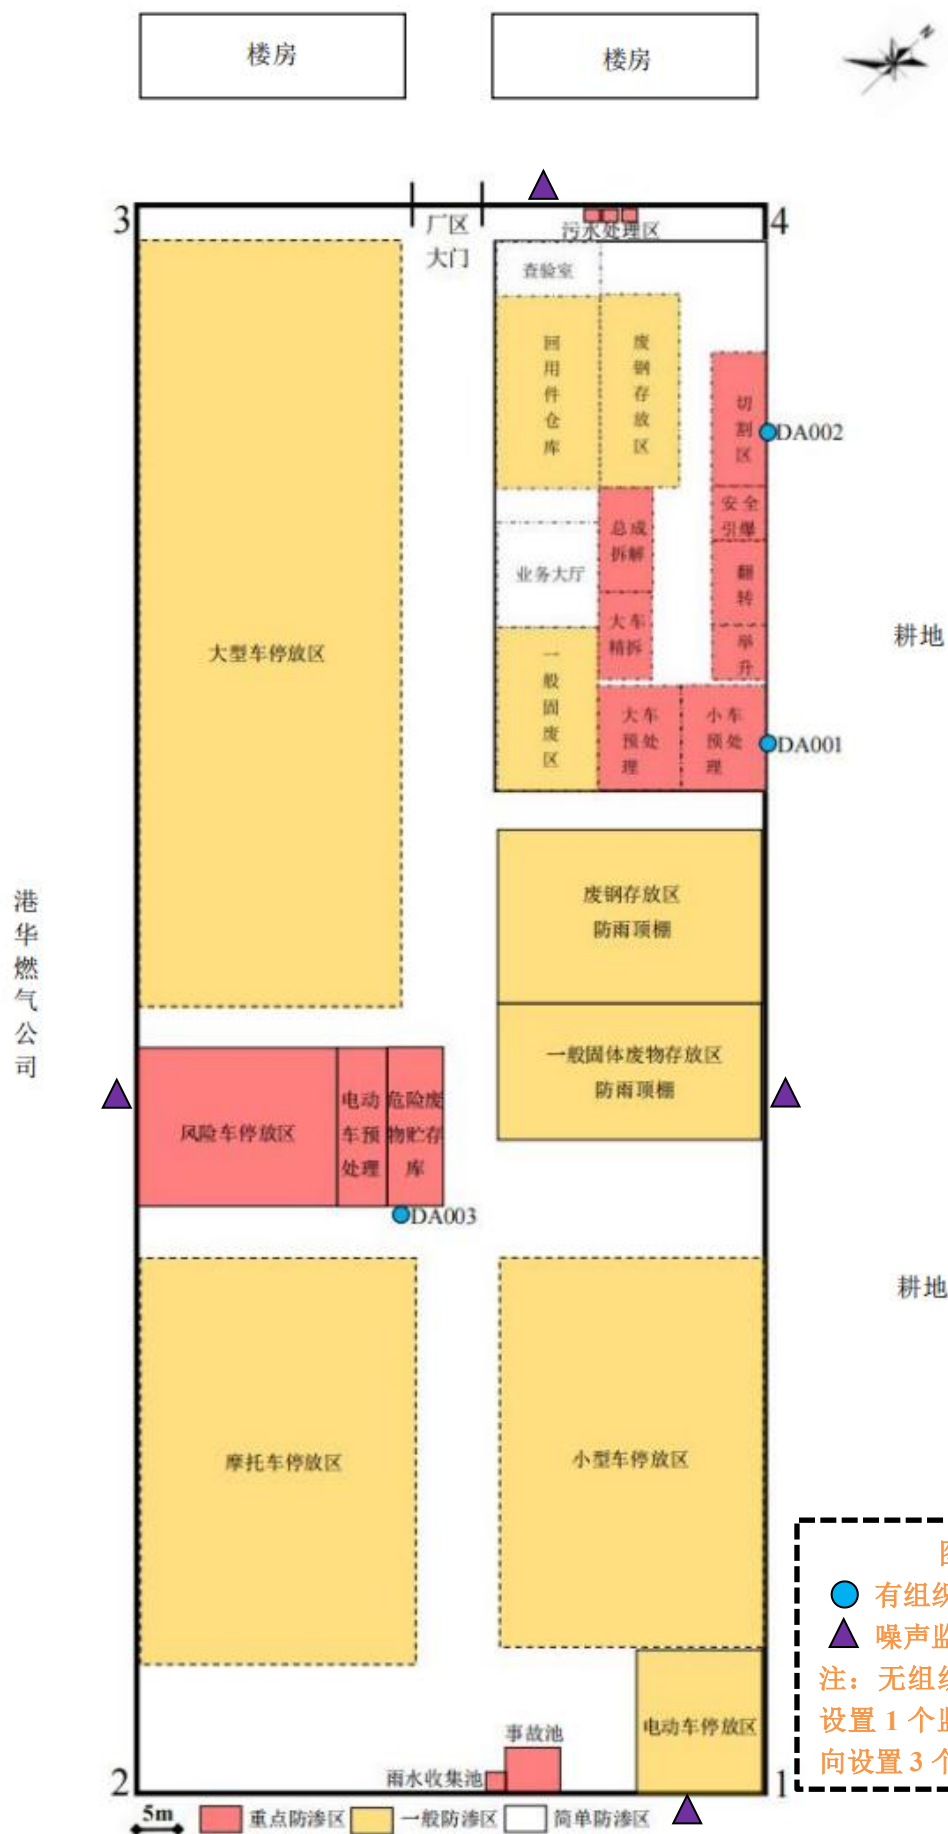 楼房
楼房
N
3
4
厂区
大门
污水处理区
查验室
回用件仓库
废钢存放区
切割区
DA002
安全
引爆
总成
拆解
业务大厅
翻转
大车
精拆
举升
耕地
大型车停放区
一般固废区
大车
预处
理
小车
预处
理
DA001
废钢存放区
防雨顶棚
港华燃气公司
一般固体废物存放区
防雨顶棚
风险车停放区
电动
车预
处理
危险废
物贮存
库
DA003
耕地
摩托车停放区
小型车停放区
有组
噪声监
注：无组
设置 1 个
向设置 3 个
电动车停放区
事故池
雨水收集池
2
1
5m
重点防渗区
一般防渗区
简单防渗区